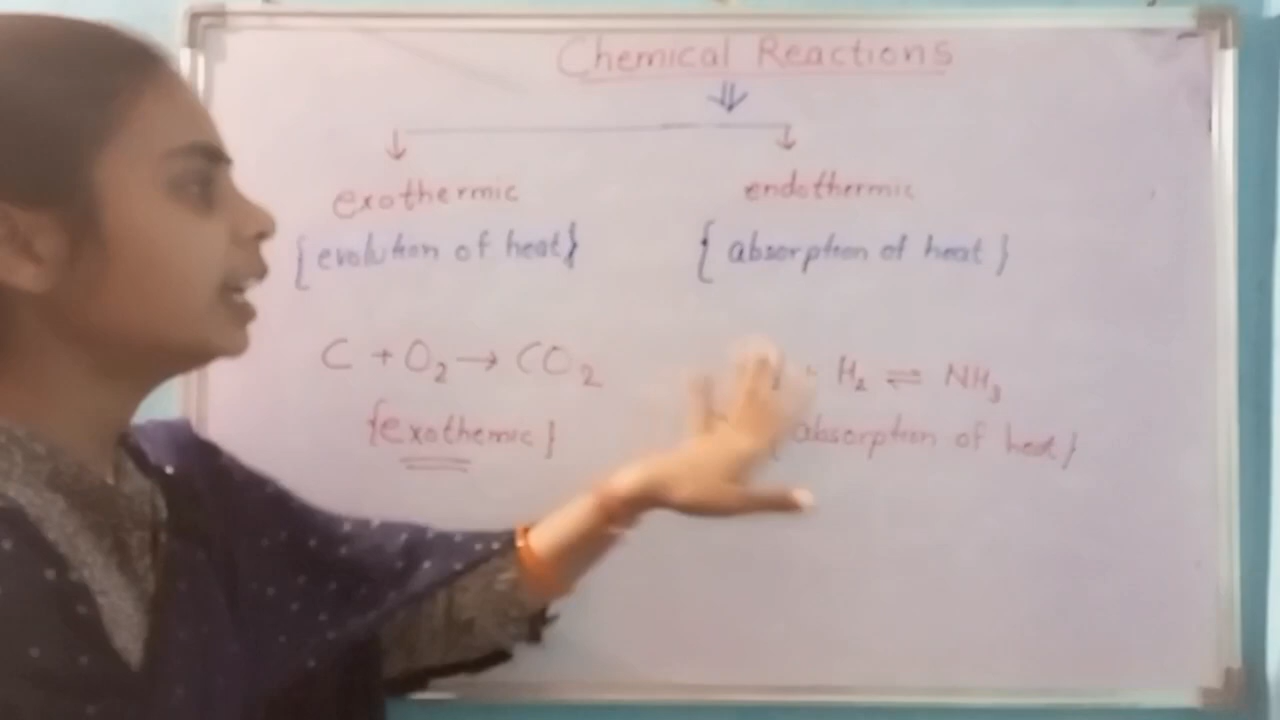 Chemical Reactions
exothermic
endothermic
{evolution of heat}
{ absorption of heat }
C + O₂ → CO₂
H₂ ⇌ NH₃
{exothemic}
absorption of heat}